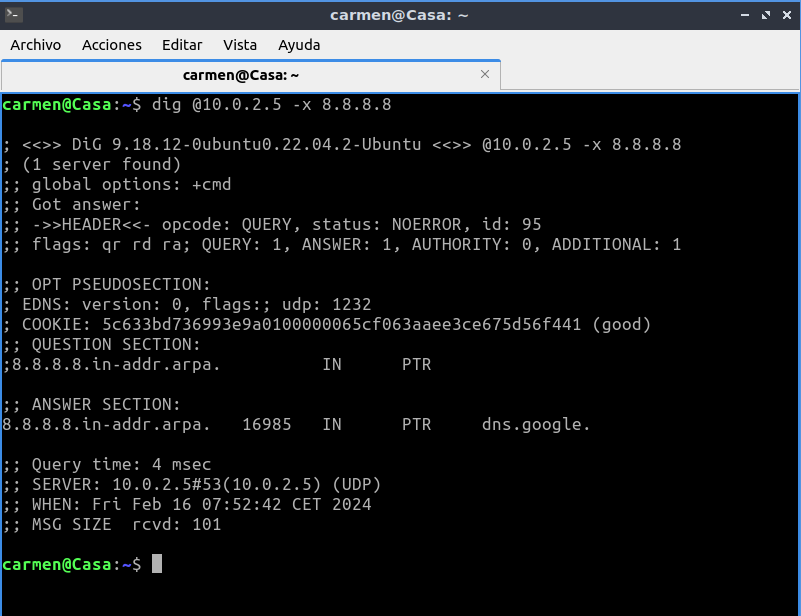 carmen@Casa: ~
Archivo Acciones Editar Vista Ayuda
carmen@Casa: ~
carmen@Casa:~$ dig @10.0.2.5 -x 8.8.8.8
; <<>> DiG 9.18.12-0ubuntu0.22.04.2-Ubuntu <<>> @10.0.2.5 -x 8.8.8.8
; (1 server found)
;; global options: +cmd
;; Got answer:
;; ->>HEADER<<- opcode: QUERY, status: NOERROR, id: 95
;; flags: qr rd ra; QUERY: 1, ANSWER: 1, AUTHORITY: 0, ADDITIONAL: 1
;; OPT PSEUDOSECTION:
; EDNS: version: 0, flags:; udp: 1232
; COOKIE: 5c633bd736993e9a0100000065cf063aaee3ce675d56f441 (good)
;; QUESTION SECTION:
;8.8.8.8.in-addr.arpa. IN PTR
;; ANSWER SECTION:
8.8.8.8.in-addr.arpa. 16985 IN PTR dns.google.
;; Query time: 4 msec
;; SERVER: 10.0.2.5#53(10.0.2.5) (UDP)
;; WHEN: Fri Feb 16 07:52:42 CET 2024
;; MSG SIZE rcvd: 101
carmen@Casa:~$